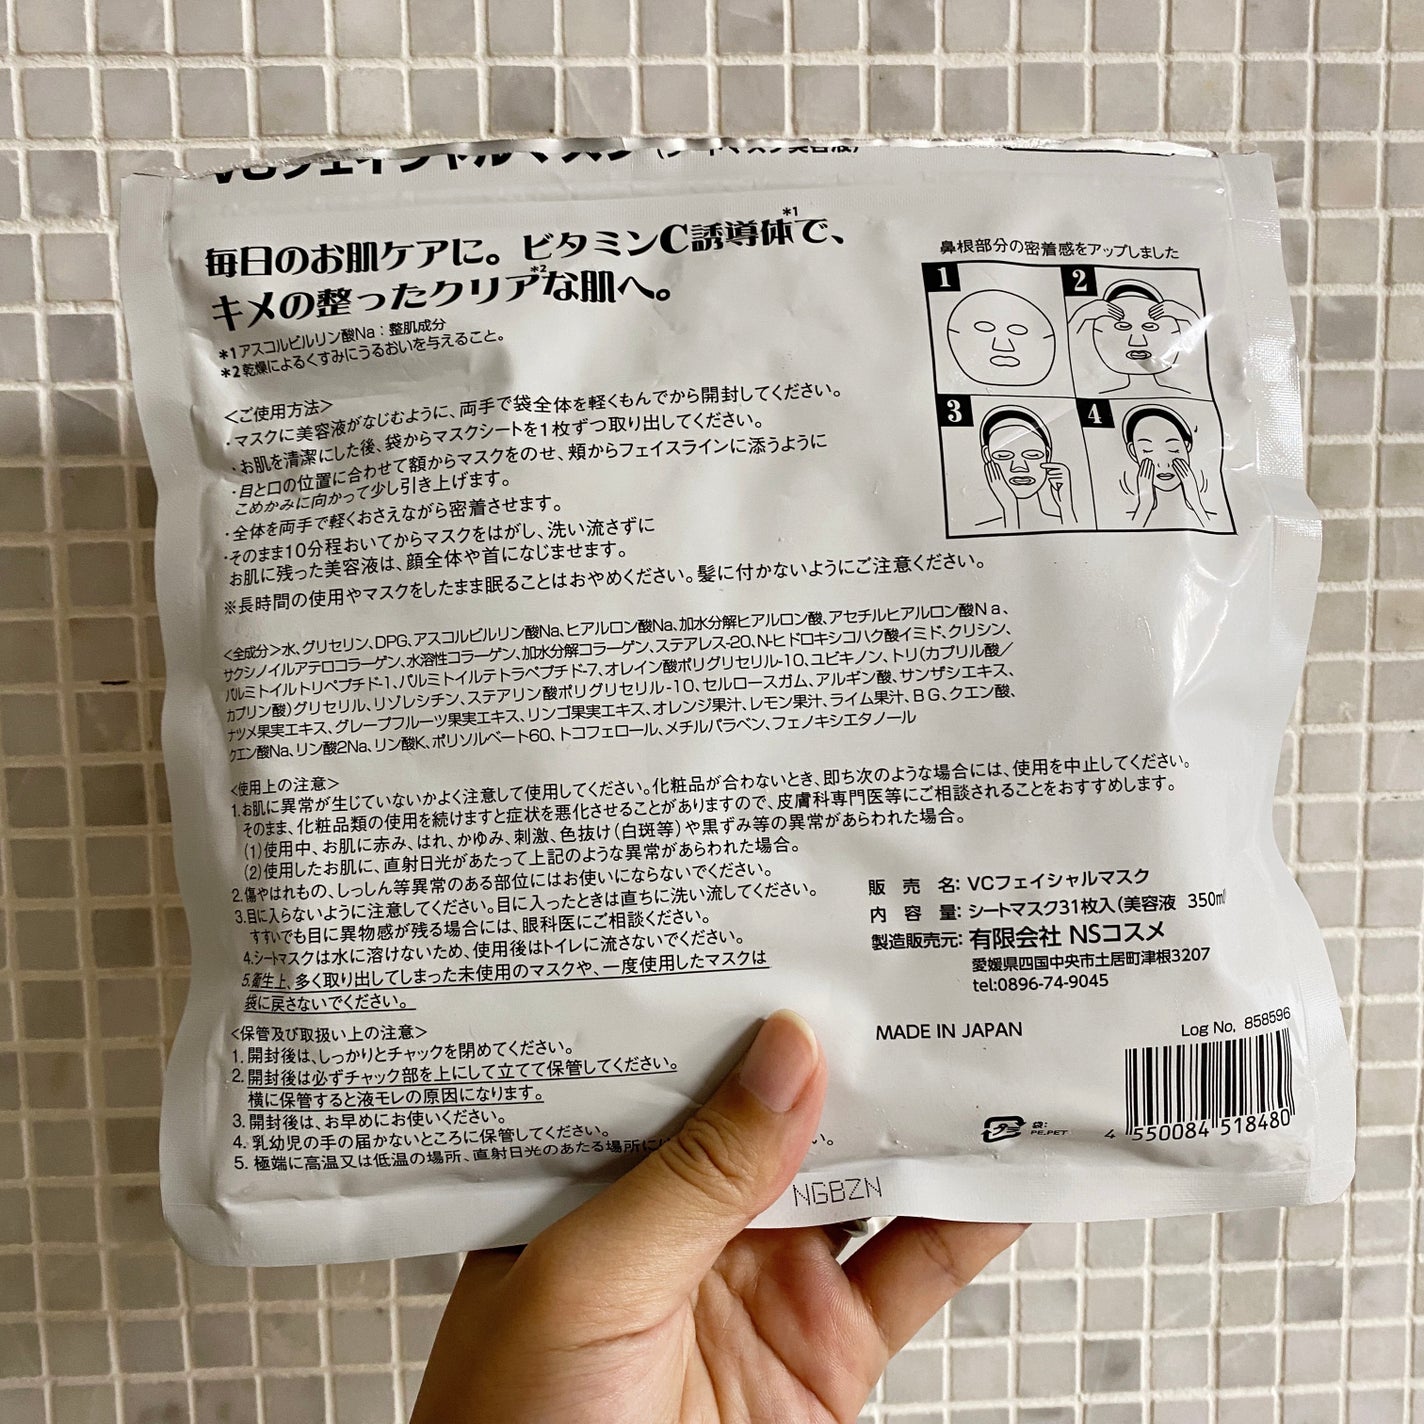 VCフェイシャルマスク(シートマスク美容液)
毎日のお肌ケアに。ビタミンC誘導体*1で、
キメの整ったクリア*2な肌へ。
*1アスコルビルリン酸Na:整肌成分
*2乾燥によるくすみにうるおいを与えること。
鼻根部分の密着感をアップしました
1
2
3
4
<ご使用方法>
・マスクに美容液がなじむように、両手で袋全体を軽くもんでから開封してください。
・お肌を清潔にした後、袋からマスクシートを1枚ずつ取り出してください。
・目と口の位置に合わせて額からマスクをのせ、頬からフェイスラインに添うように
こめかみに向かって少し引き上げます。
・全体を両手で軽くおさえながら密着させます。
・そのまま10分程おいてからマスクをはがし、洗い流さずに
お肌に残った美容液は、顔全体や首になじませます。
※長時間の使用やマスクをしたまま眠ることはおやめください。髪に付かないようにご注意ください。
<全成分>水、グリセリン、DPG、アスコルビルリン酸Na、ヒアルロン酸Na、加水分解ヒアルロン酸、アセチルヒアルロン酸Na、
サクシノイルアテロコラーゲン、水溶性コラーゲン、加水分解コラーゲン、ステアレス-20、N-ヒドロキシコハク酸イミド、クリシン、
パルミトイルトリペプチド-1、パルミトイルテトラペプチド-7、オレイン酸ポリグリセリル-10、ユビキノン、トリ(カプリル酸/
カプリン酸)グリセリル、リゾレシチン、ステアリン酸ポリグリセリル-10、セルロースガム、アルギン酸、サンザシエキス、
ナツメ果実エキス、グレープフルーツ果実エキス、リンゴ果実エキス、オレンジ果汁、レモン果汁、ライム果汁、BG、クエン酸、
クエン酸Na、リン酸2Na、リン酸K、ポリソルベート60、トコフェロール、メチルパラベン、フェノキシエタノール
<使用上の注意>
1.お肌に異常が生じていないかよく注意して使用してください。化粧品が合わないとき、即ち次のような場合には、使用を中止してください。
そのまま、化粧品類の使用を続けますと症状を悪化させることがありますので、皮膚科専門医等にご相談されることをおすすめします。
(1)使用中、お肌に赤み、はれ、かゆみ、刺激、色抜け(白斑等)や黒ずみ等の異常があらわれた場合。
(2)使用したお肌に、直射日光があたって上記のような異常があらわれた場合。
2.傷やはれもの、しっしん等異常のある部位にはお使いにならないでください。
3.目に入らないように注意してください。目に入ったときは直ちに洗い流してください。
すすいでも目に異物感が残る場合には、眼科医にご相談ください。
4.シートマスクは水に溶けないため、使用後はトイレに流さないでください。
5.衛生上、多く取り出してしまった未使用のマスクや、一度使用したマスクは
袋に戻さないでください。
<保管及び取扱い上の注意>
1.開封後は、しっかりとチャックを閉めてください。
2.開封後は必ずチャック部を上にして立てて保管してください。
横に保管すると液モレの原因になります。
3.開封後は、お早めにお使いください。
4.乳幼児の手の届かないところに保管してください。
5.極端に高温又は低温の場所、直射日光のあたる場所に
い。
販売名:VCフェイシャルマスク
内容量:シートマスク31枚入(美容液 350ml
製造販売元:有限会社 NSコスメ
愛媛県四国中央市土居町津根3207
tel:0896-74-9045
MADE IN JAPAN
Log No, 858596
プラ
袋:
PE,PET
4 550084 518480
NGBZN